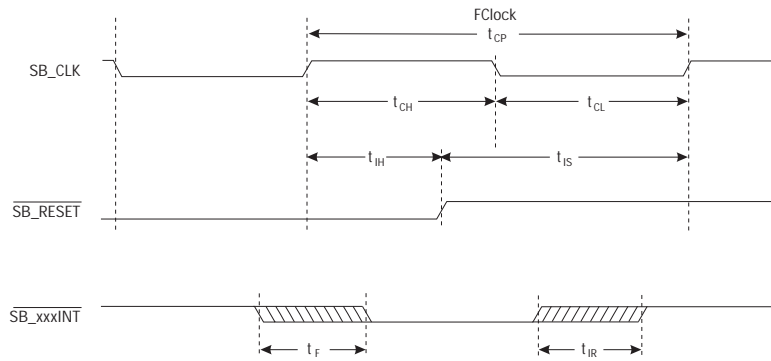 FClock
tCP
SB_CLK
tCH
tCL
tIH
tIS
SB_RESET
SB_xxxINT
tF
tIR